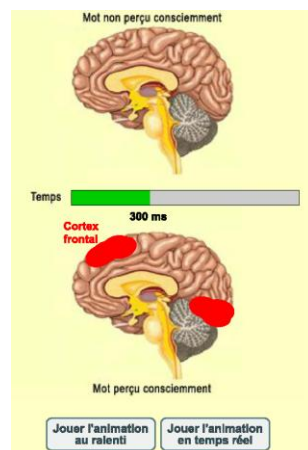 Mot non perçu consciemment
Temps
300 ms
Cortex
frontal
Mot perçu consciemment
Jouer l'animation
au ralenti
Jouer l'animation
en temps réel